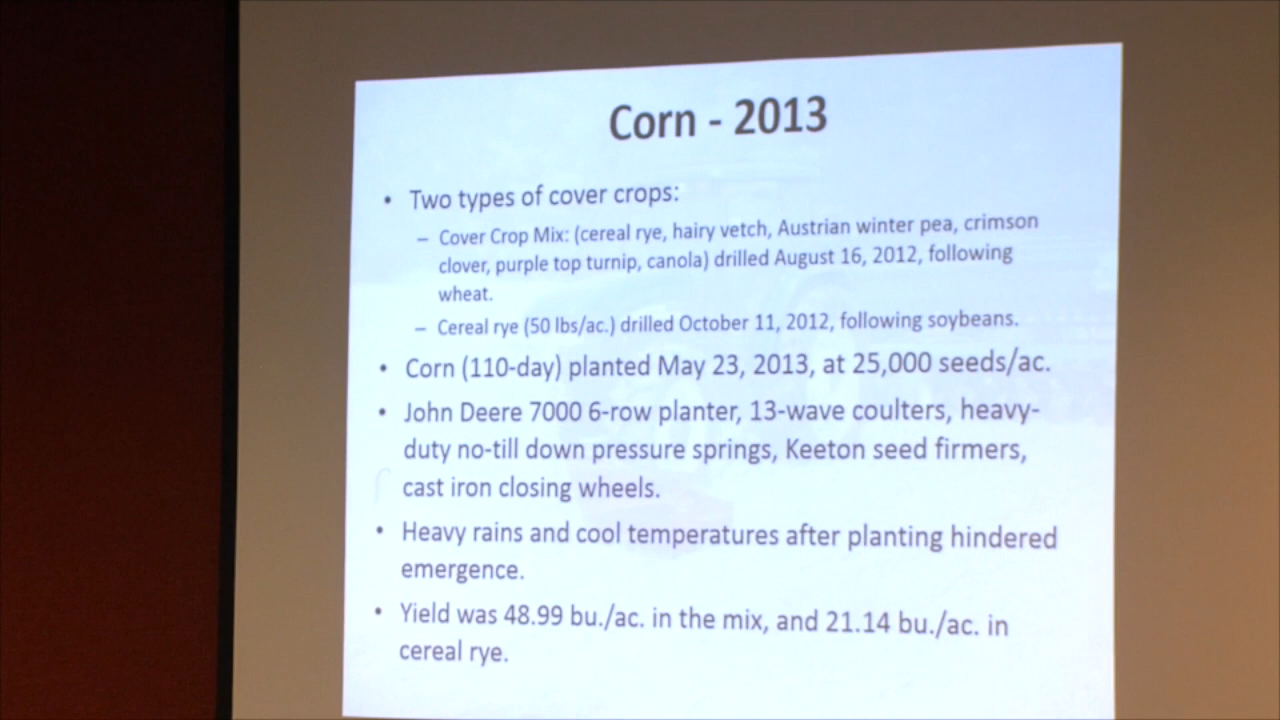 Corn - 2013
• Two types of cover crops:
– Cover Crop Mix: (cereal rye, hairy vetch, Austrian winter pea, crimson
clover, purple top turnip, canola) drilled August 16, 2012, following
wheat.
– Cereal rye (50 lbs/ac.) drilled October 11, 2012, following soybeans.
• Corn (110-day) planted May 23, 2013, at 25,000 seeds/ac.
• John Deere 7000 6-row planter, 13-wave coulters, heavy-
duty no-till down pressure springs, Keeton seed firmers,
cast iron closing wheels.
• Heavy rains and cool temperatures after planting hindered
emergence.
• Yield was 48.99 bu./ac. in the mix, and 21.14 bu./ac. in
cereal rye.